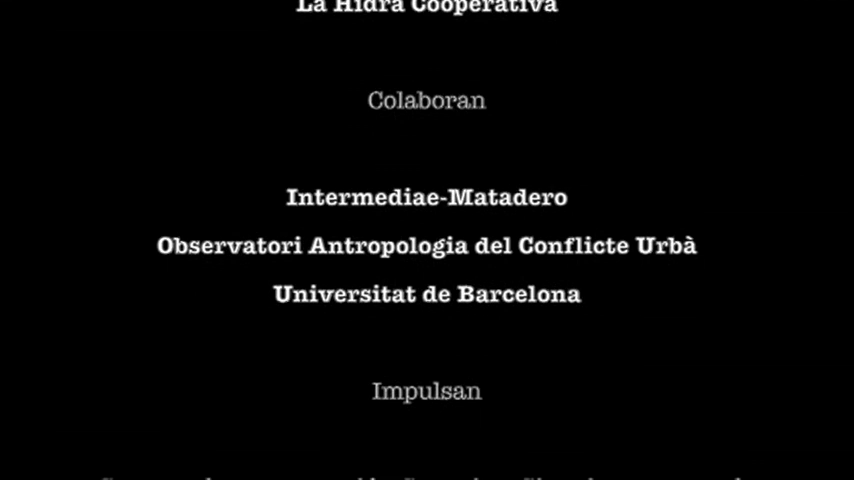 La Hidra Cooperativa
Colaboran
Intermediae-Matadero
Observatori Antropologia del Conflicte Urbà
Universitat de Barcelona
Impulsan